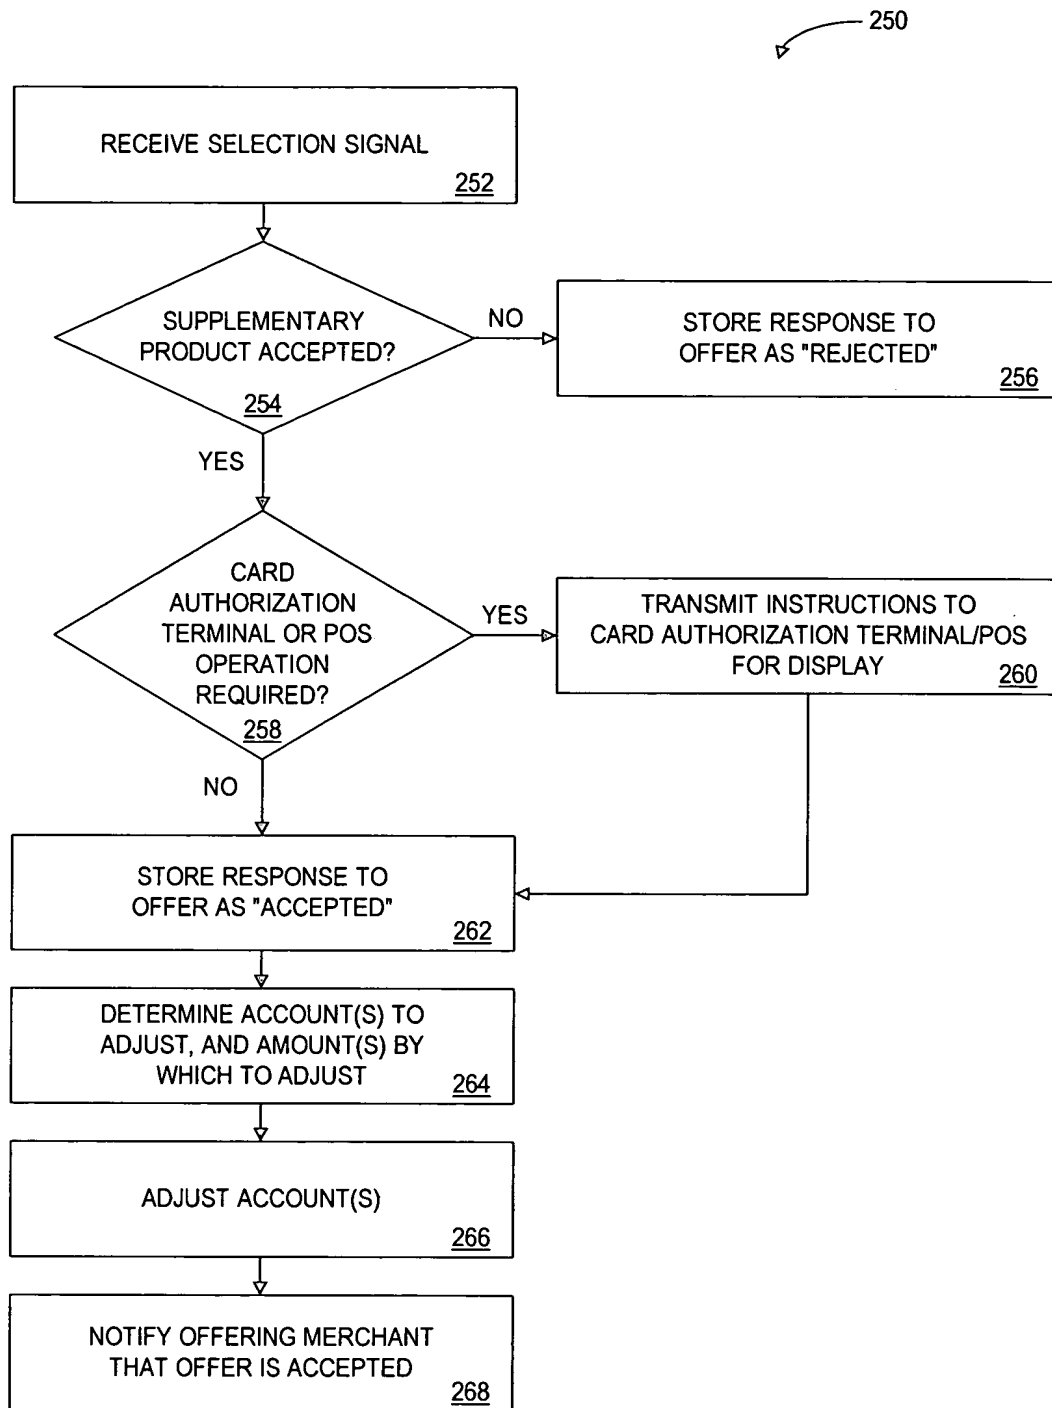 250
RECEIVE SELECTION SIGNAL
252
SUPPLEMENTARY
PRODUCT ACCEPTED?
254
NO
STORE RESPONSE TO
OFFER AS "REJECTED"
256
YES
CARD
AUTHORIZATION
TERMINAL OR POS
OPERATION
REQUIRED?
258
YES
TRANSMIT INSTRUCTIONS TO
CARD AUTHORIZATION TERMINAL/POS
FOR DISPLAY
260
NO
STORE RESPONSE TO
OFFER AS "ACCEPTED"
262
DETERMINE ACCOUNT(S) TO
ADJUST, AND AMOUNT(S) BY
WHICH TO ADJUST
264
ADJUST ACCOUNT(S)
266
NOTIFY OFFERING MERCHANT
THAT OFFER IS ACCEPTED
268